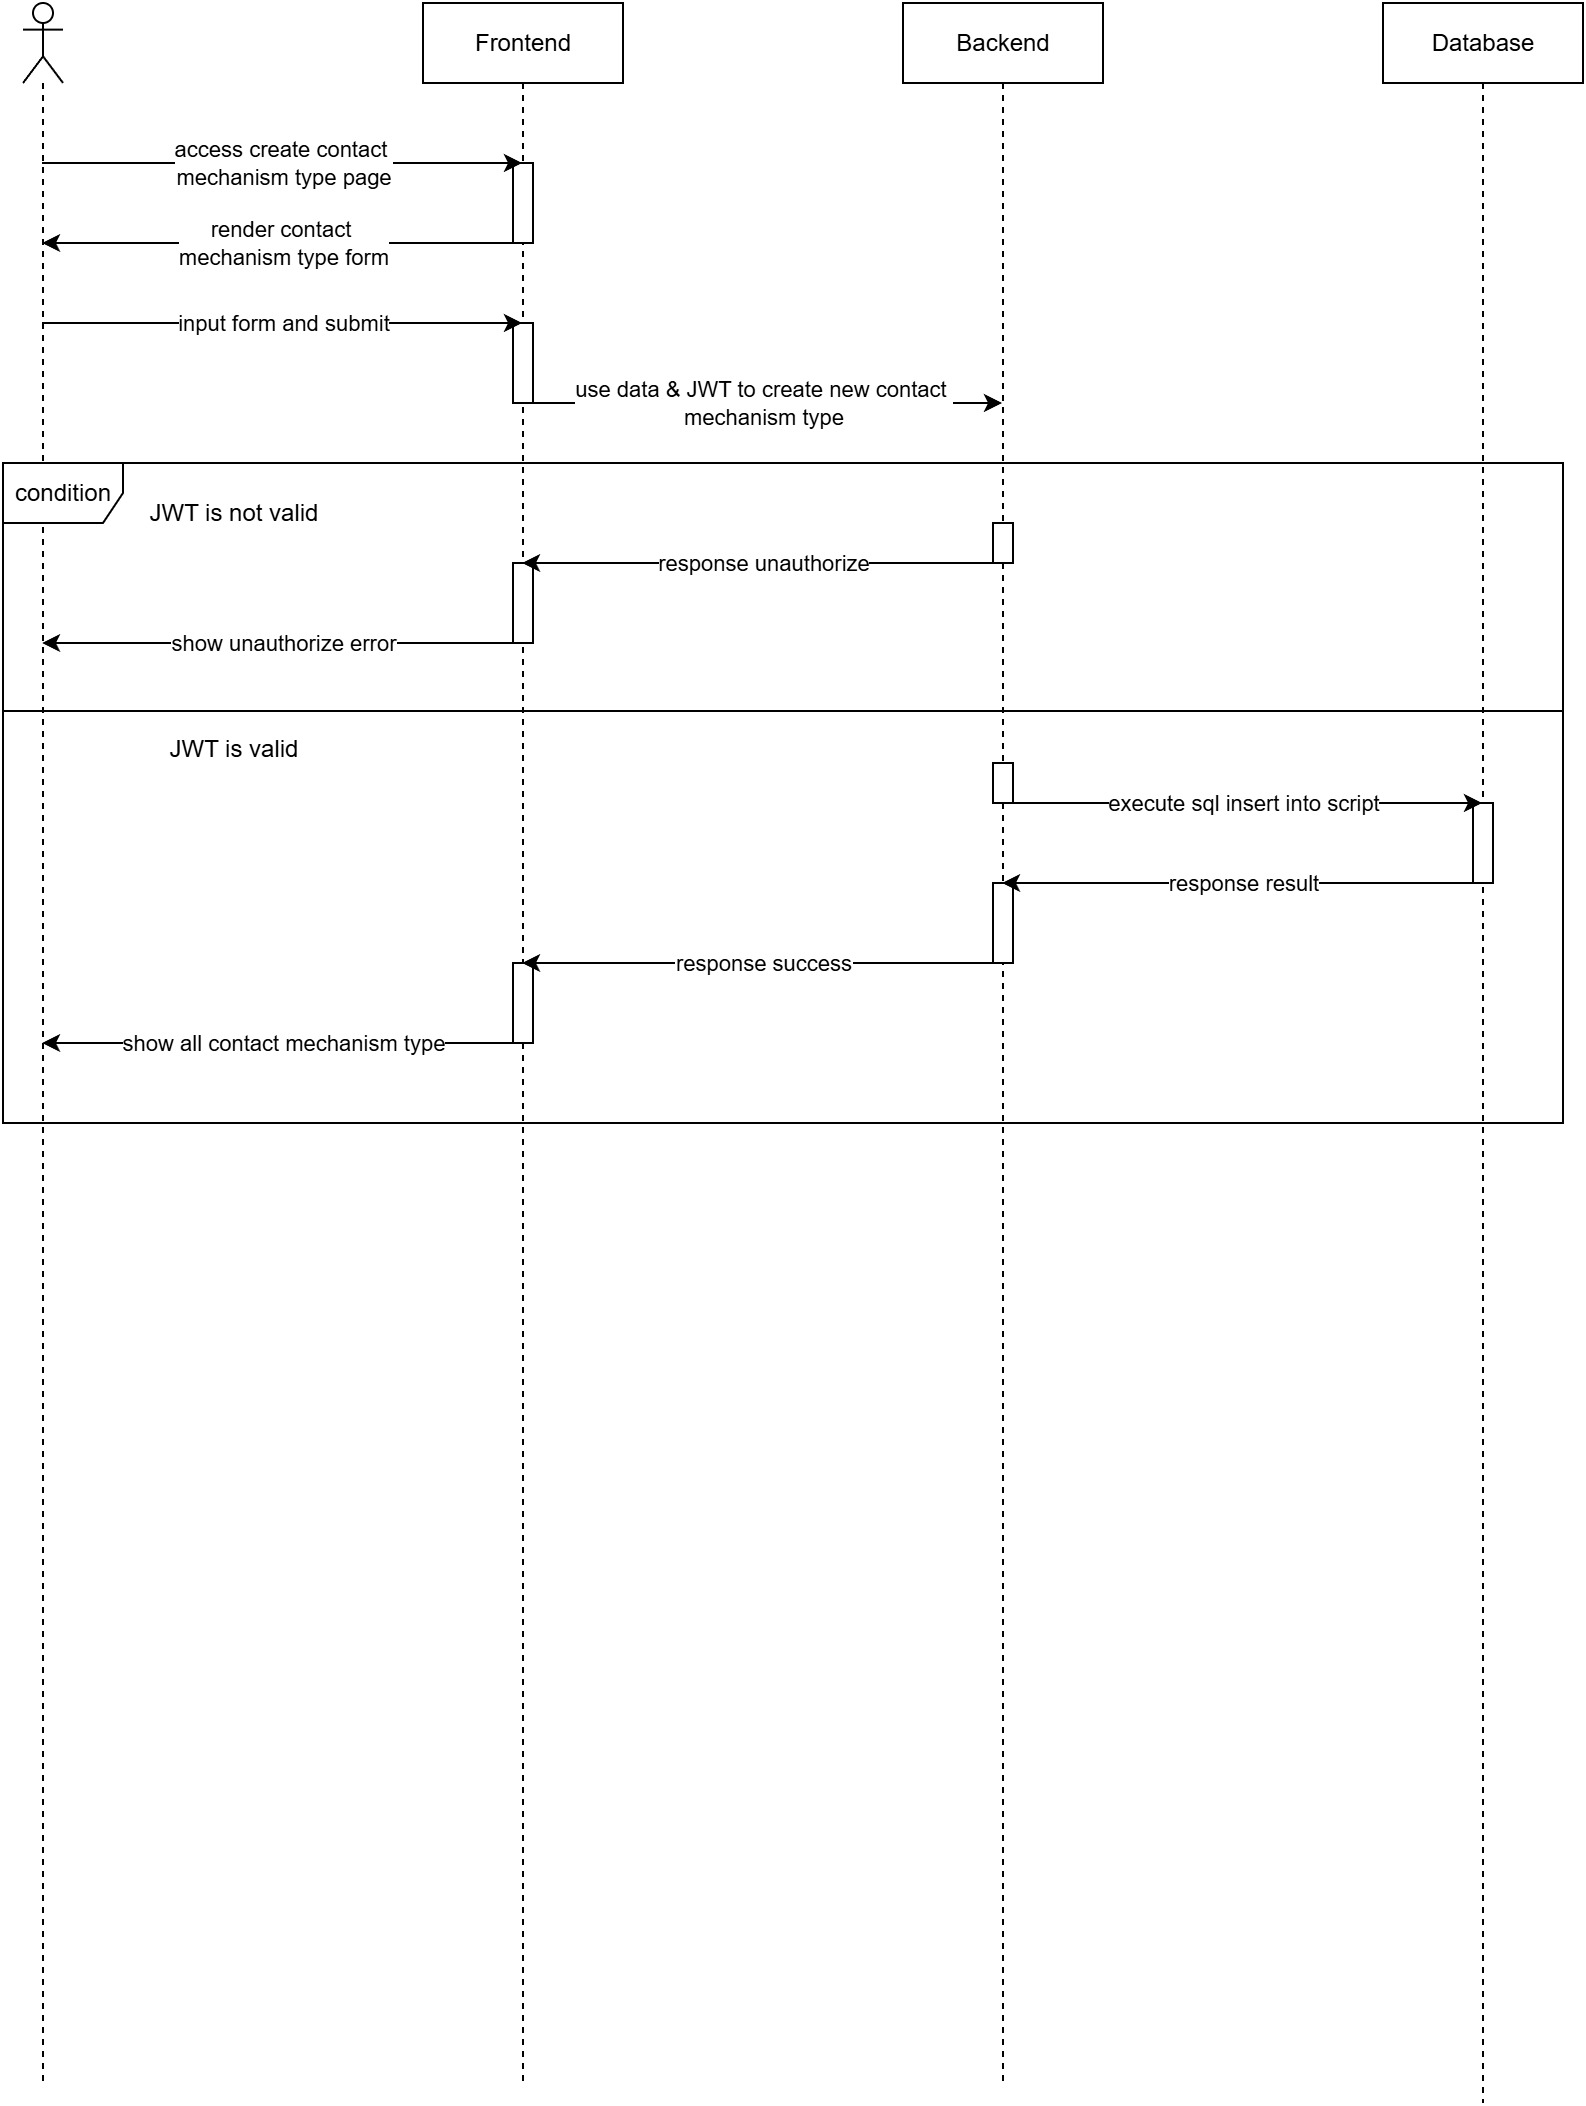 Frontend
Backend
Database
access create contact
mechanism type page
render contact
mechanism type form
input form and submit
use data & JWT to create new contact
mechanism type
condition
JWT is not valid
response unauthorize
show unauthorize error
JWT is valid
execute sql insert into script
response result
response success
show all contact mechanism type